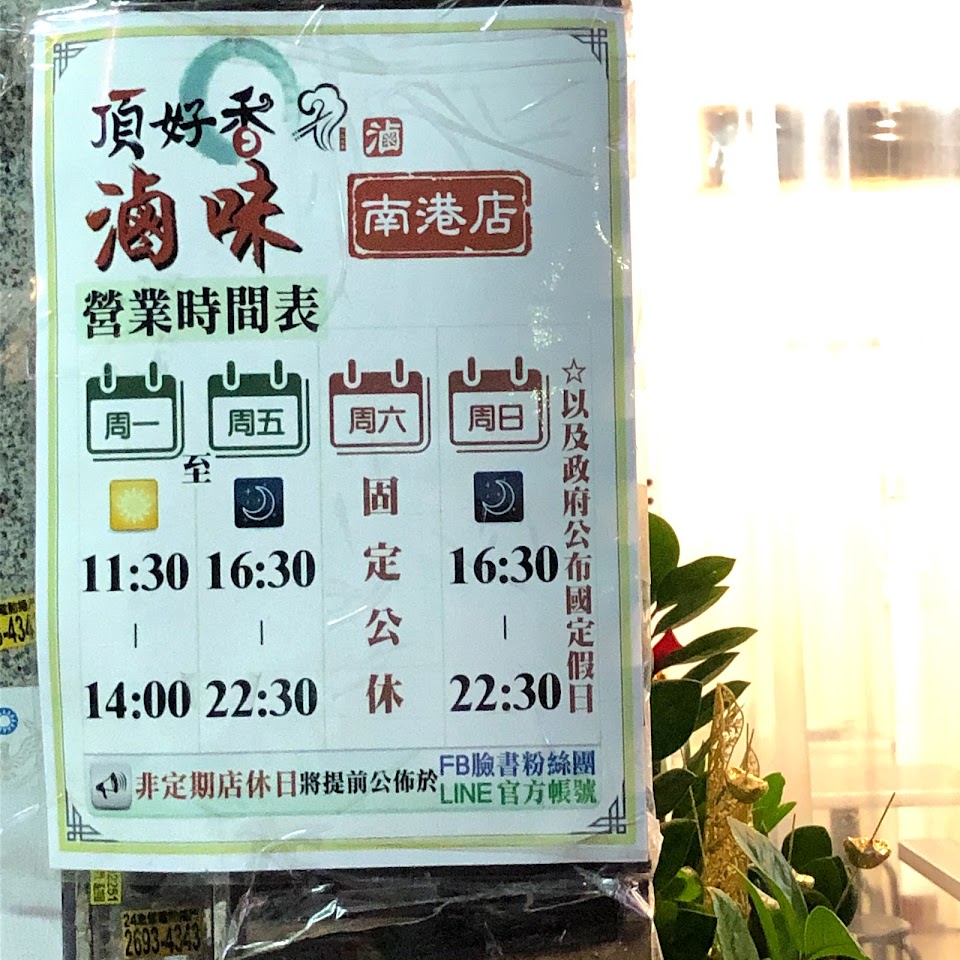 頂好香
滷
滷味
南港店
營業時間表
周一
至
周五
周六
周日
11:30
|
14:00
16:30
|
22:30
固定公休
16:30
|
22:30
☆以及政府公布國定假日
非定期店休日將提前公佈於
FB臉書粉絲團
LINE官方帳號
2693-4343